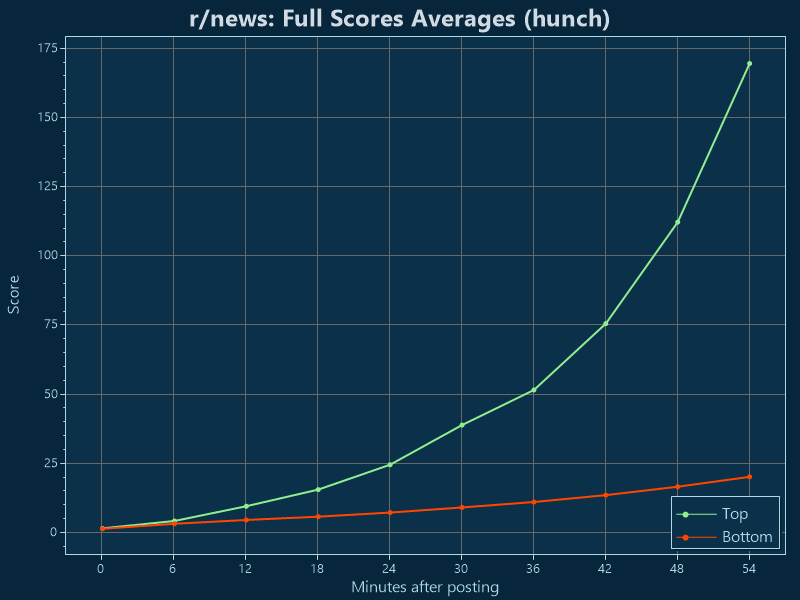 r/news: Full Scores Averages (hunch)
175
150
125
100
75
50
25
0
Score
Top
Bottom
0 6 12 18 24 30 36 42 48 54
Minutes after posting